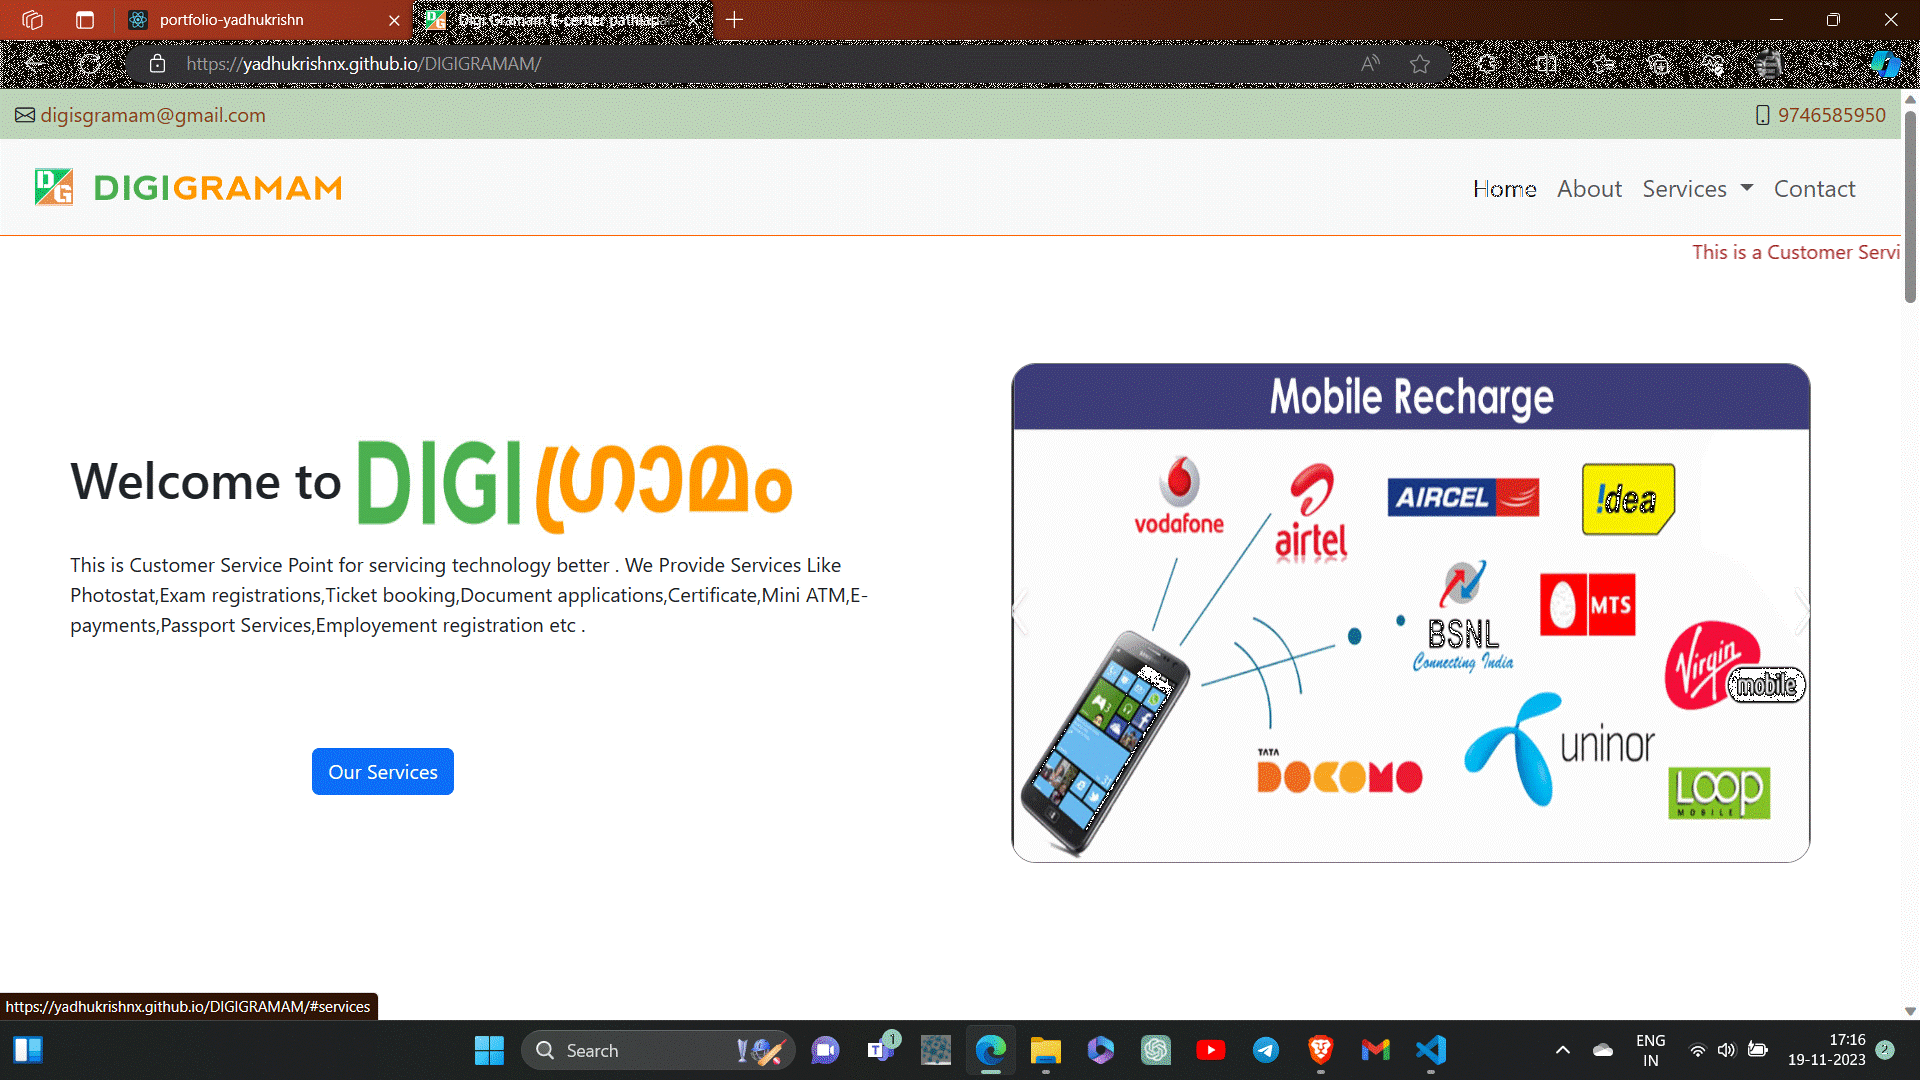 portfolio-yadhukrishn
Digi Gramam E-center pathiap
https://yadhukrishnx.github.io/DIGIGRAMAM/
digisgramam@gmail.com
9746585950
DG
DIGIGRAMAM
Home
About
Services
Contact
This is a Customer Servi
Welcome to DIGI ഗ്രാമം
This is Customer Service Point for servicing technology better . We Provide Services Like
Photostat,Exam registrations,Ticket booking,Document applications,Certificate,Mini ATM,E-
payments,Passport Services,Employement registration etc .
Our Services
Mobile Recharge
vodafone
airtel
AIRCEL
!dea
BSNL
Connecting India
MTS
Virgin
mobile
TATA
DOCOMO
uninor
LOOP
MOBILE
https://yadhukrishnx.github.io/DIGIGRAMAM/#services
Search
1
ENG
IN
17:16
19-11-2023
2